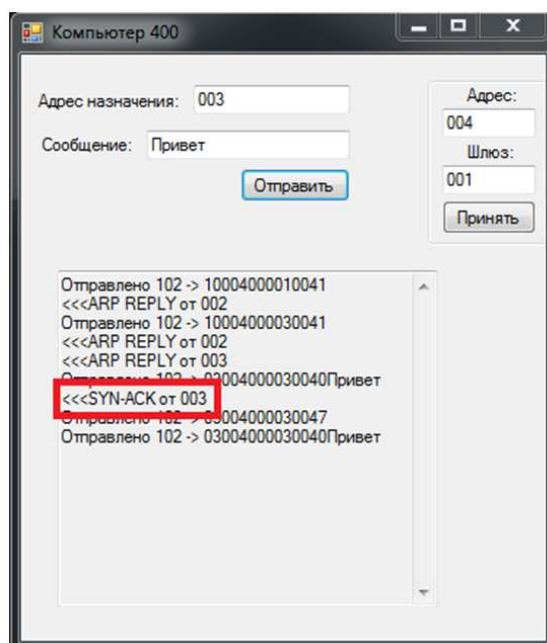 Компьютер 400
Адрес назначения: 003
Сообщение: Привет
Отправить
Адрес:
004
Шлюз:
001
Принять
Отправлено 102 -> 10004000010041
<<<ARP REPLY от 002
Отправлено 102 -> 10004000030041
<<<ARP REPLY от 002
<<<ARP REPLY от 003
Отправлено 102 -> 03004000030040Привет
<<<SYN-ACK от 003
Отправлено 102 -> 03004000030047
Отправлено 102 -> 03004000030040Привет